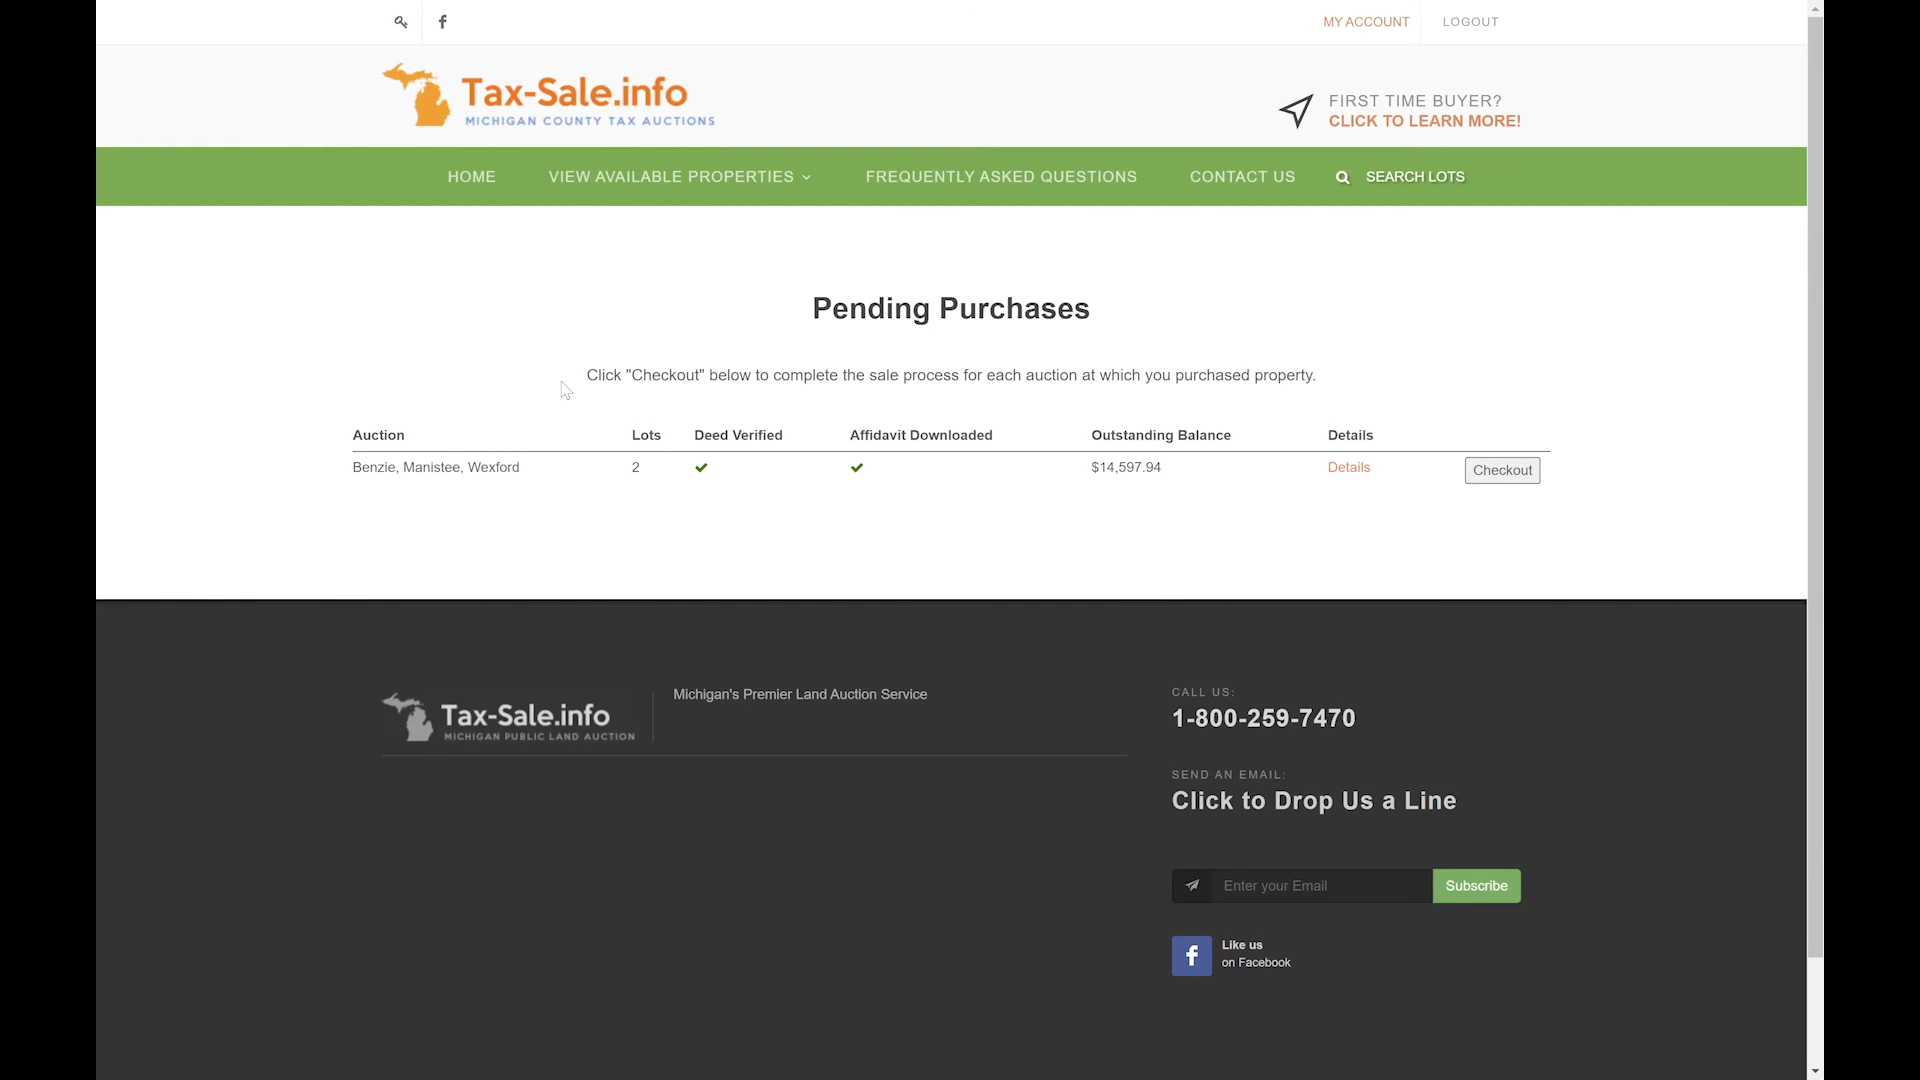 MY ACCOUNT
LOGOUT
Tax-Sale.info
MICHIGAN COUNTY TAX AUCTIONS
FIRST TIME BUYER?
CLICK TO LEARN MORE!
HOME
VIEW AVAILABLE PROPERTIES
FREQUENTLY ASKED QUESTIONS
CONTACT US
SEARCH LOTS
Pending Purchases
Click "Checkout" below to complete the sale process for each auction at which you purchased property.
Auction Lots Deed Verified Affidavit Downloaded Outstanding Balance Details
Benzie, Manistee, Wexford 2 $14,597.94 Details Checkout
Tax-Sale.info
MICHIGAN PUBLIC LAND AUCTION
Michigan's Premier Land Auction Service
CALL US:
1-800-259-7470
SEND AN EMAIL:
Click to Drop Us a Line
Enter your Email
Subscribe
Like us
on Facebook